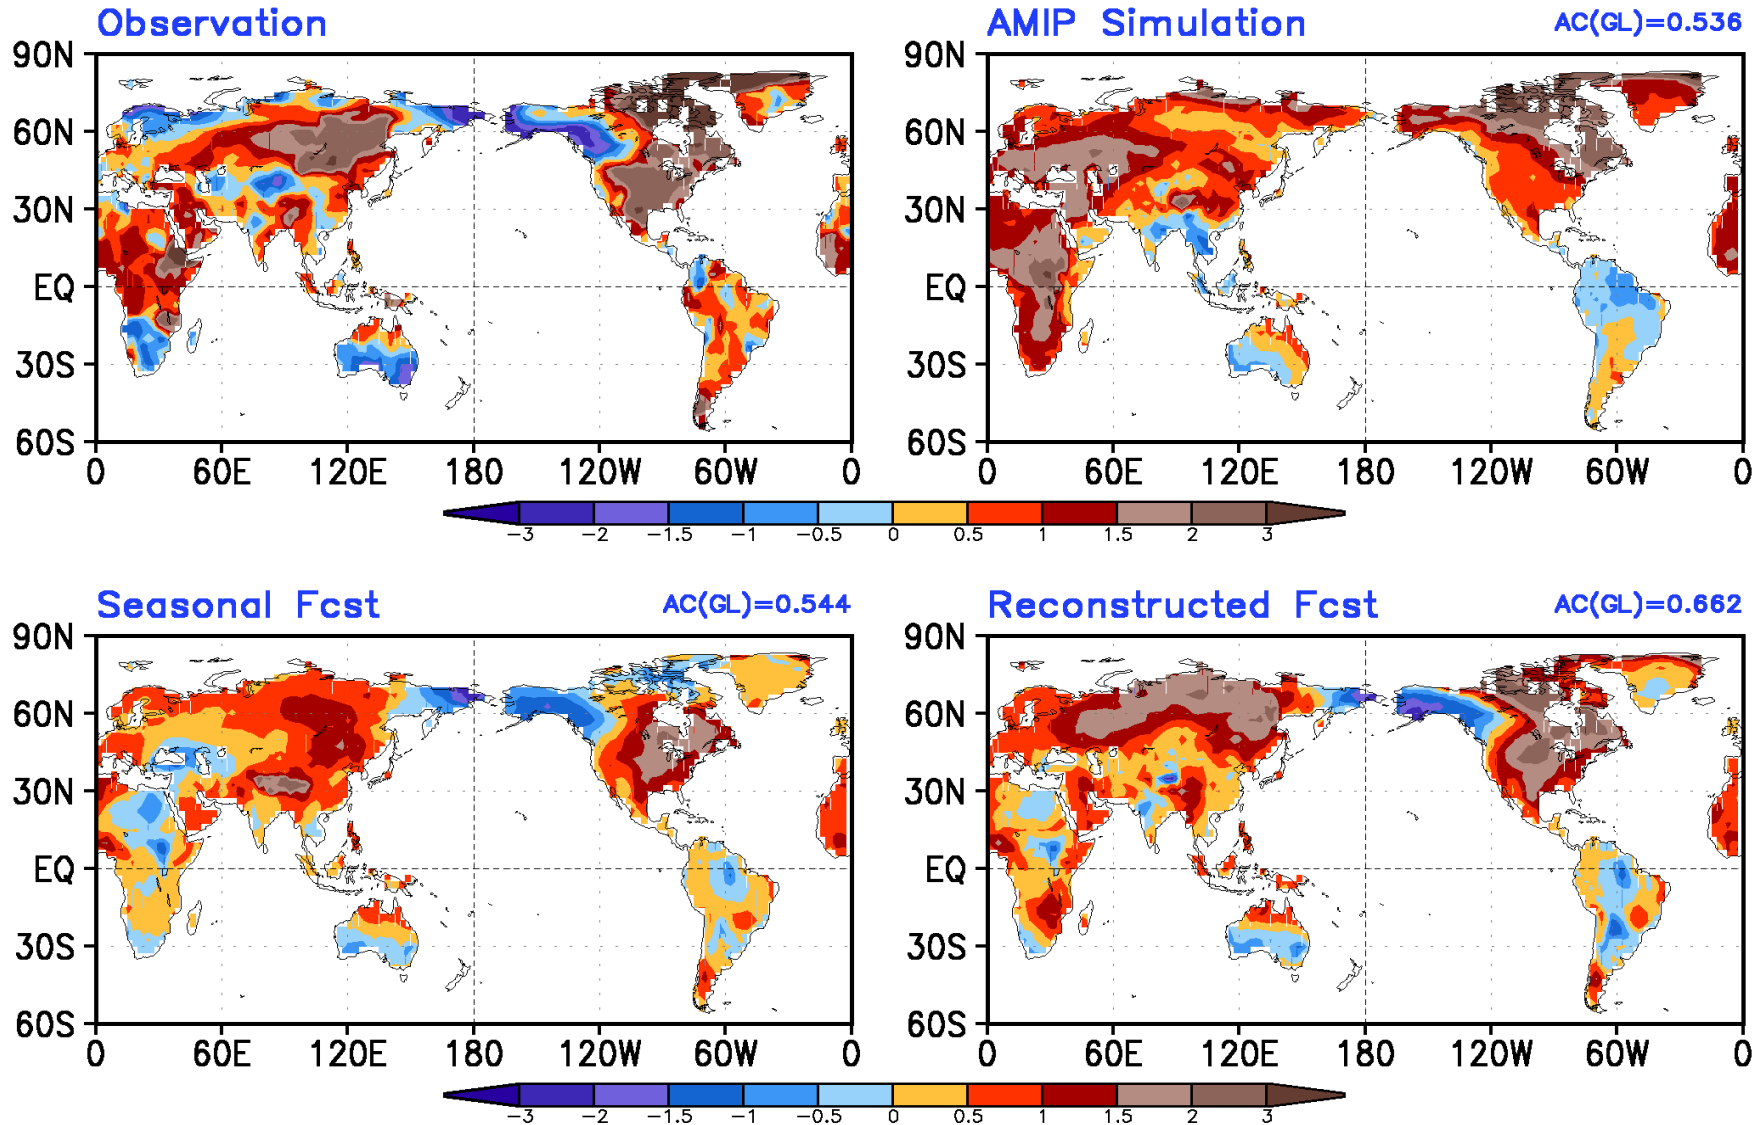 Observation
AMIP Simulation AC(GL)=0.536
90N 60N 30N EQ 30S 60S
0 60E 120E 180 120W 60W 0
90N 60N 30N EQ 30S 60S
0 60E 120E 180 120W 60W 0
-3 -2 -1.5 -1 -0.5 0 0.5 1 1.5 2 3
Seasonal Fcst AC(GL)=0.544
Reconstructed Fcst AC(GL)=0.662
90N 60N 30N EQ 30S 60S
0 60E 120E 180 120W 60W 0
90N 60N 30N EQ 30S 60S
0 60E 120E 180 120W 60W 0
-3 -2 -1.5 -1 -0.5 0 0.5 1 1.5 2 3